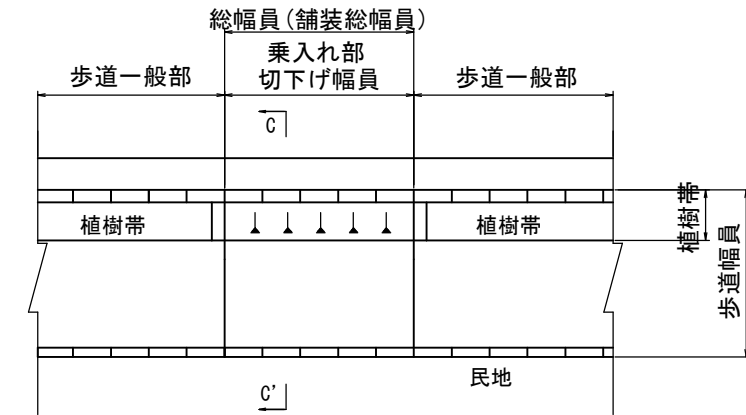 総幅員(舗装総幅員)
乗入れ部
切下げ幅員
歩道一般部
歩道一般部
C
植樹帯
植樹帯
植樹帯
歩道幅員
民地
C'